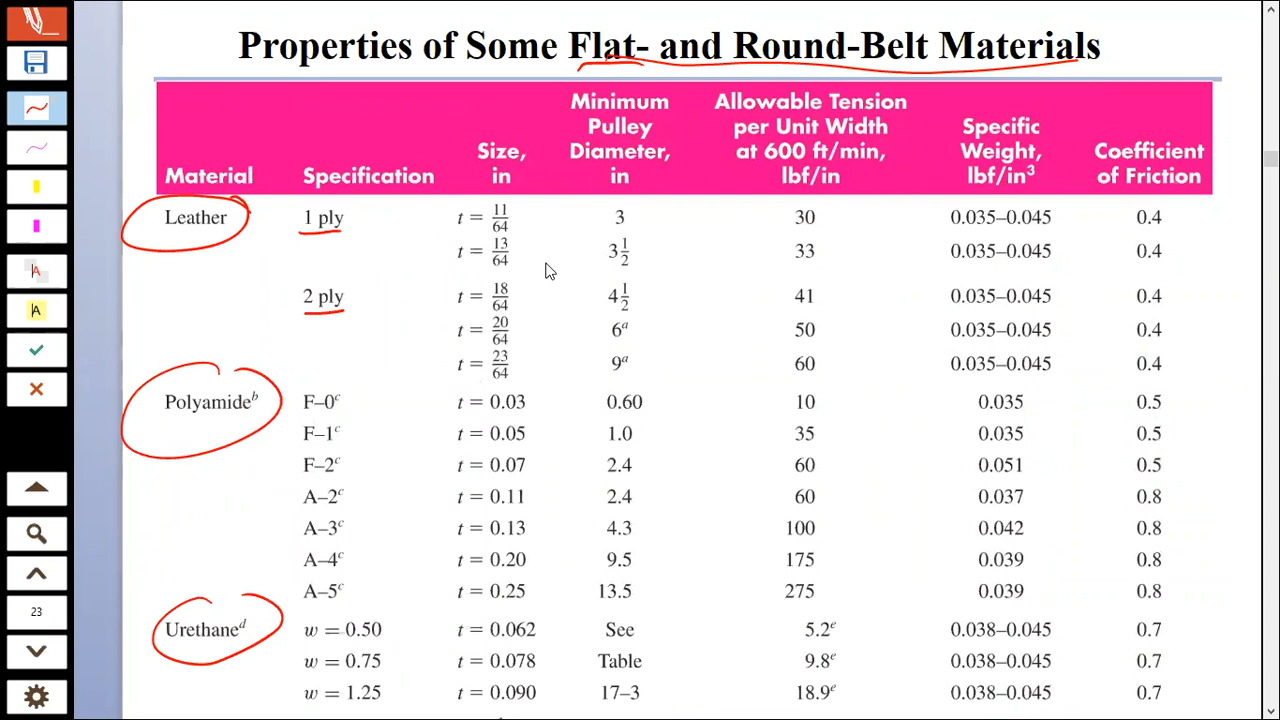 Properties of Some Flat- and Round-Belt Materials
Material Specification Size, in Minimum Pulley Diameter, in Allowable Tension per Unit Width at 600 ft/min, lbf/in Specific Weight, lbf/in³ Coefficient of Friction
Leather 1 ply t = 11/64 3 30 0.035–0.045 0.4
t = 13/64 3 1/2 33 0.035–0.045 0.4
2 ply t = 18/64 4 1/2 41 0.035–0.045 0.4
t = 20/64 6ᵃ 50 0.035–0.045 0.4
t = 23/64 9ᵃ 60 0.035–0.045 0.4
Polyamideᵇ F–0ᶜ t = 0.03 0.60 10 0.035 0.5
F–1ᶜ t = 0.05 1.0 35 0.035 0.5
F–2ᶜ t = 0.07 2.4 60 0.051 0.5
A–2ᶜ t = 0.11 2.4 60 0.037 0.8
A–3ᶜ t = 0.13 4.3 100 0.042 0.8
A–4ᶜ t = 0.20 9.5 175 0.039 0.8
A–5ᶜ t = 0.25 13.5 275 0.039 0.8
Urethaneᵈ w = 0.50 t = 0.062 See 5.2ᵉ 0.038–0.045 0.7
w = 0.75 t = 0.078 Table 9.8ᵉ 0.038–0.045 0.7
w = 1.25 t = 0.090 17–3 18.9ᵉ 0.038–0.045 0.7
A
A
23